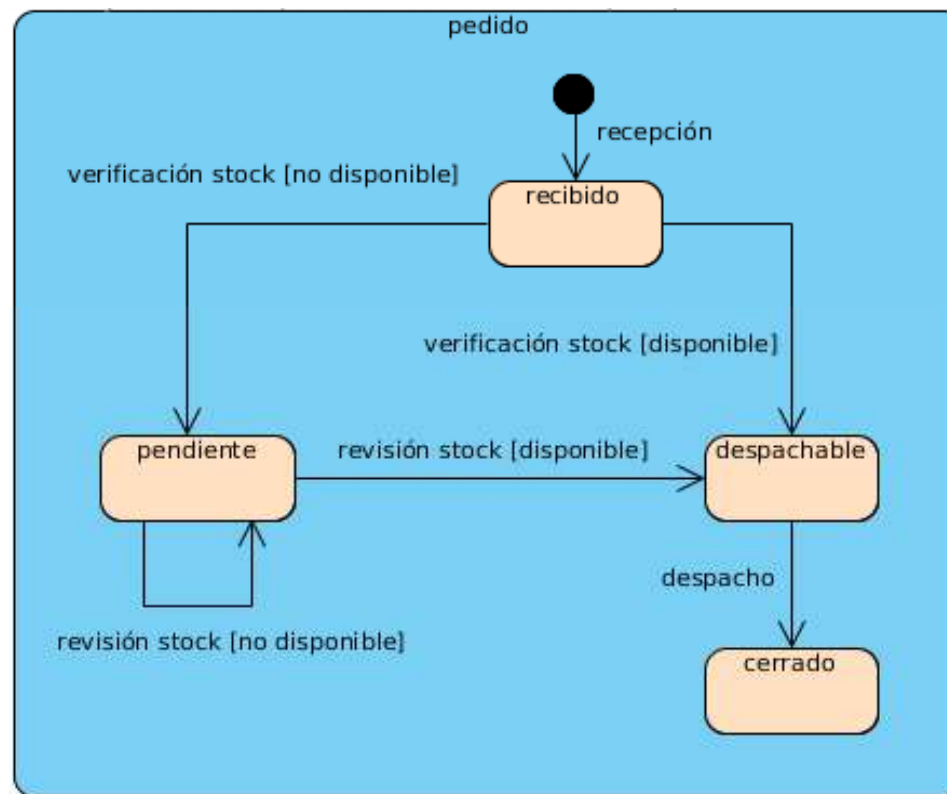 pedido
recepción
verificación stock [no disponible]
recibido
verificación stock [disponible]
pendiente
revisión stock [disponible]
despachable
despacho
revisión stock [no disponible]
cerrado